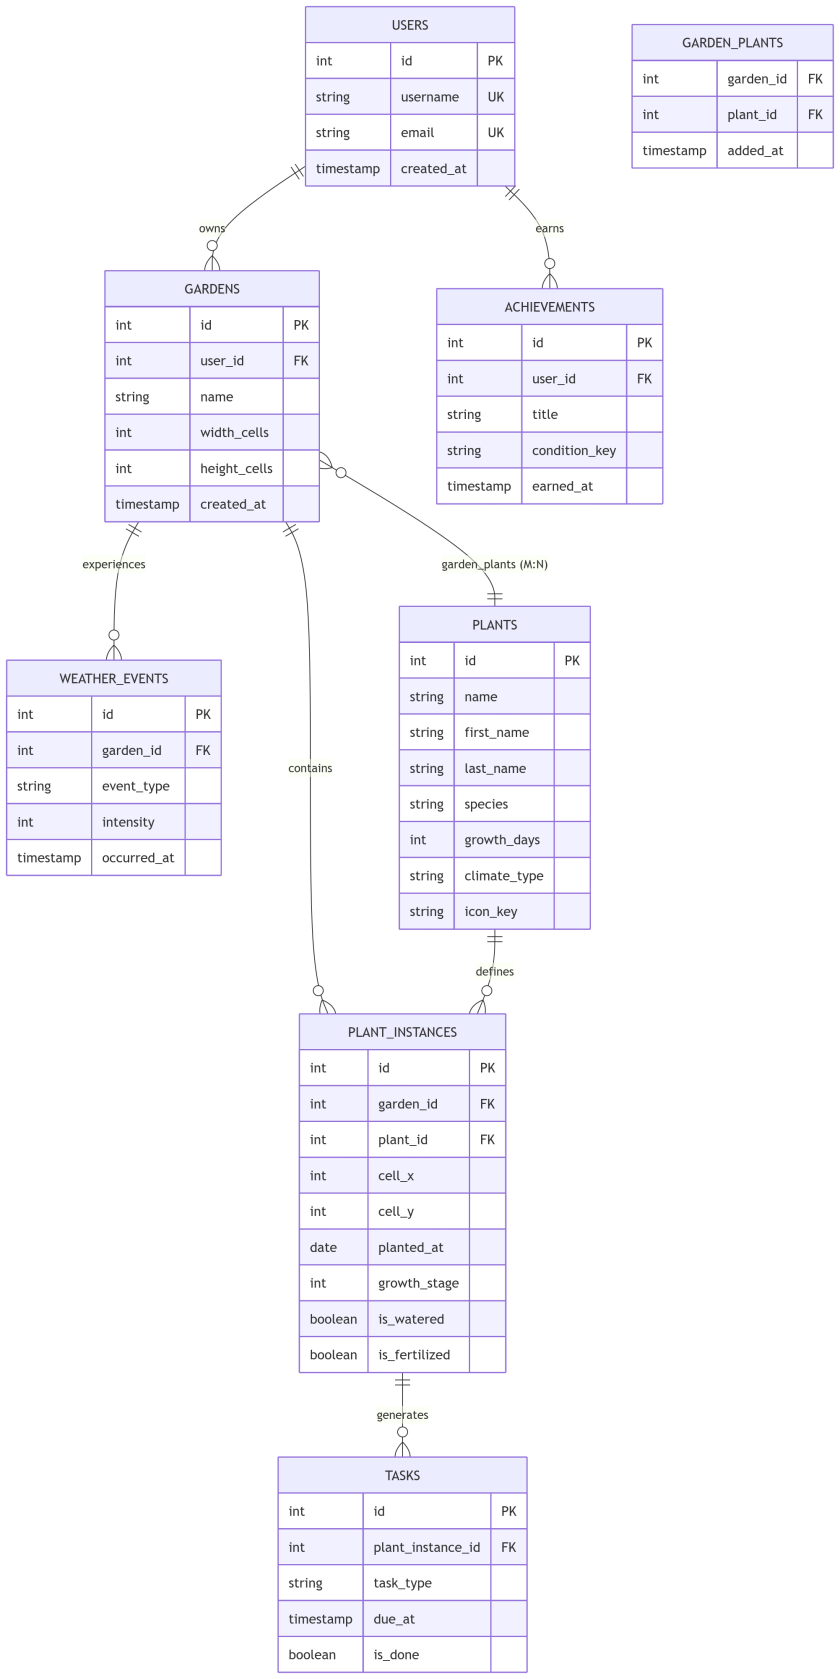 USERS
int id PK
string username UK
string email UK
timestamp created_at
GARDEN_PLANTS
int garden_id FK
int plant_id FK
timestamp added_at
owns
earns
GARDENS
int id PK
int user_id FK
string name
int width_cells
int height_cells
timestamp created_at
ACHIEVEMENTS
int id PK
int user_id FK
string title
string condition_key
timestamp earned_at
experiences
garden_plants (M:N)
PLANTS
int id PK
string name
string first_name
string last_name
string species
int growth_days
string climate_type
string icon_key
WEATHER_EVENTS
int id PK
int garden_id FK
string event_type
int intensity
timestamp occurred_at
contains
defines
PLANT_INSTANCES
int id PK
int garden_id FK
int plant_id FK
int cell_x
int cell_y
date planted_at
int growth_stage
boolean is_watered
boolean is_fertilized
generates
TASKS
int id PK
int plant_instance_id FK
string task_type
timestamp due_at
boolean is_done